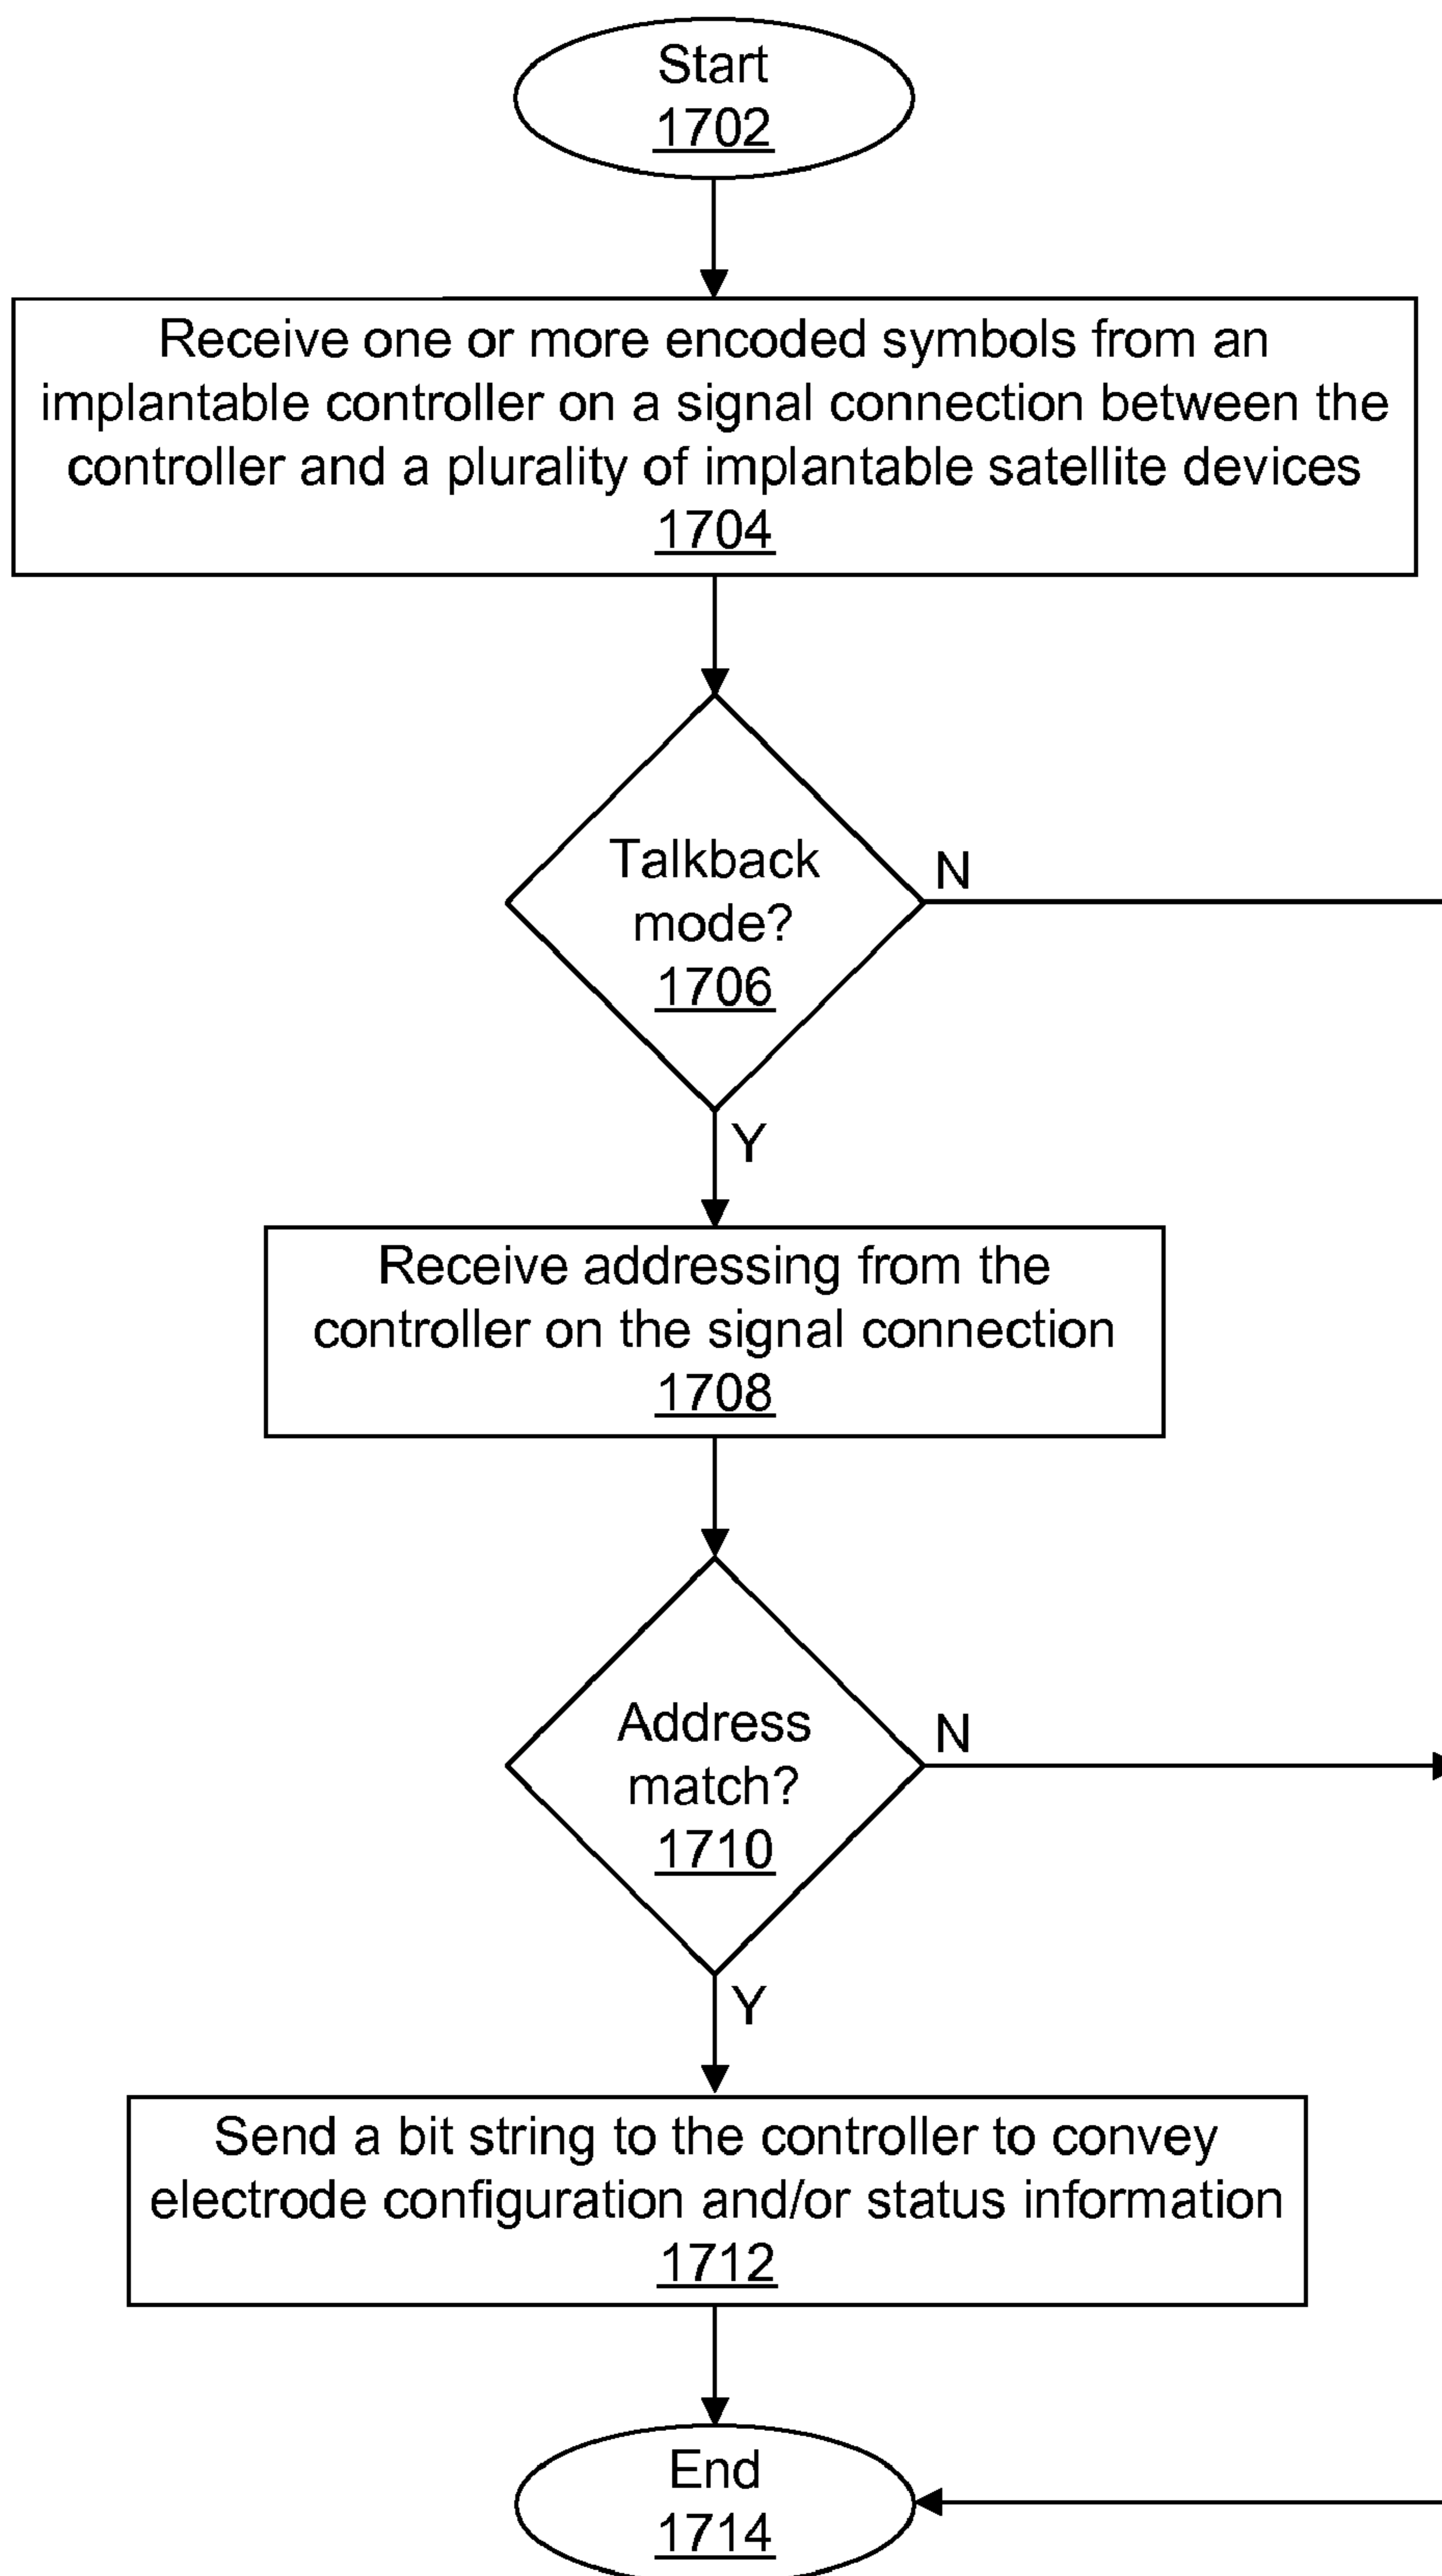 Start
1702
Receive one or more encoded symbols from an
implantable controller on a signal connection between the
controller and a plurality of implantable satellite devices
1704
Talkback
mode?
1706
N
Y
Receive addressing from the
controller on the signal connection
1708
Address
match?
1710
N
Y
Send a bit string to the controller to convey
electrode configuration and/or status information
1712
End
1714